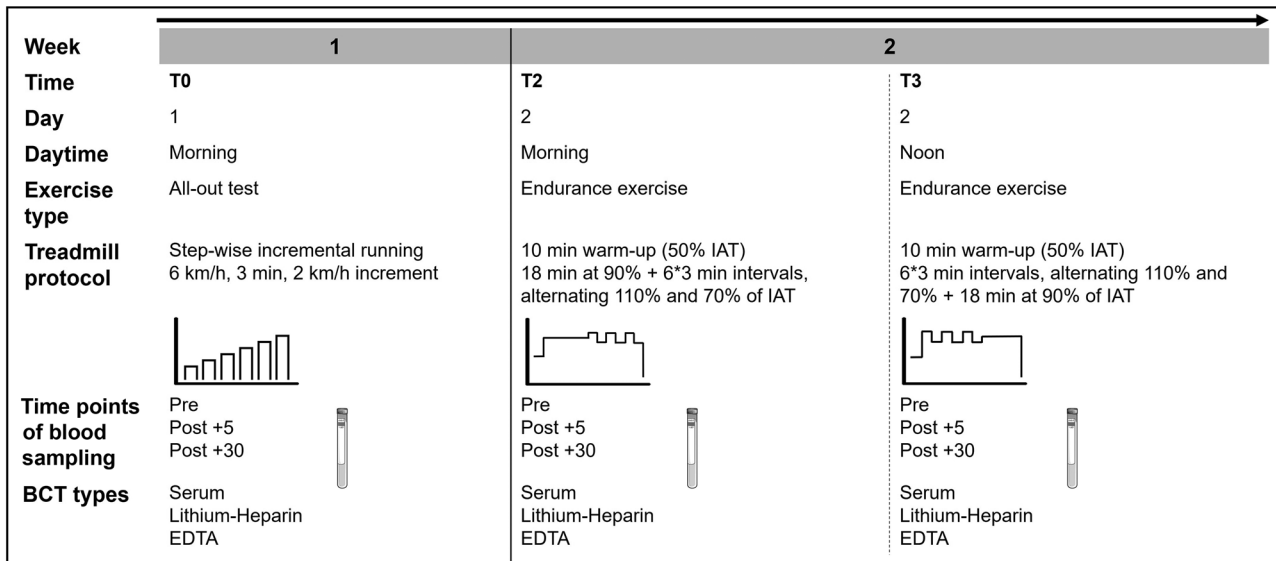 Week 1 2
Time T0 T2 T3
Day 1 2 2
Daytime Morning Morning Noon
Exercise type All-out test Endurance exercise Endurance exercise
Treadmill protocol
Step-wise incremental running
6 km/h, 3 min, 2 km/h increment
10 min warm-up (50% IAT)
18 min at 90% + 6*3 min intervals,
alternating 110% and 70% of IAT
10 min warm-up (50% IAT)
6*3 min intervals, alternating 110% and
70% + 18 min at 90% of IAT
Time points
of blood
sampling
Pre
Post +5
Post +30
Pre
Post +5
Post +30
Pre
Post +5
Post +30
BCT types
Serum
Lithium-Heparin
EDTA
Serum
Lithium-Heparin
EDTA
Serum
Lithium-Heparin
EDTA